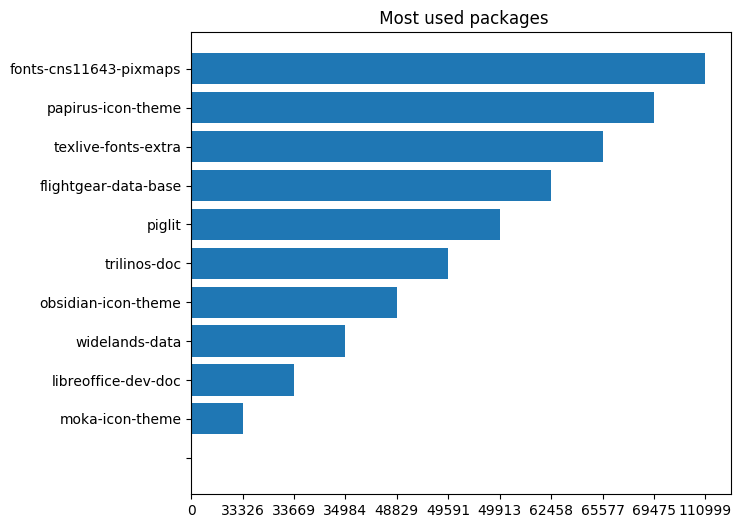 Most used packages
fonts-cns11643-pixmaps
papirus-icon-theme
texlive-fonts-extra
flightgear-data-base
piglit
trilinos-doc
obsidian-icon-theme
widelands-data
libreoffice-dev-doc
moka-icon-theme
0 33326 33669 34984 48829 49591 49913 62458 65577 69475 110999